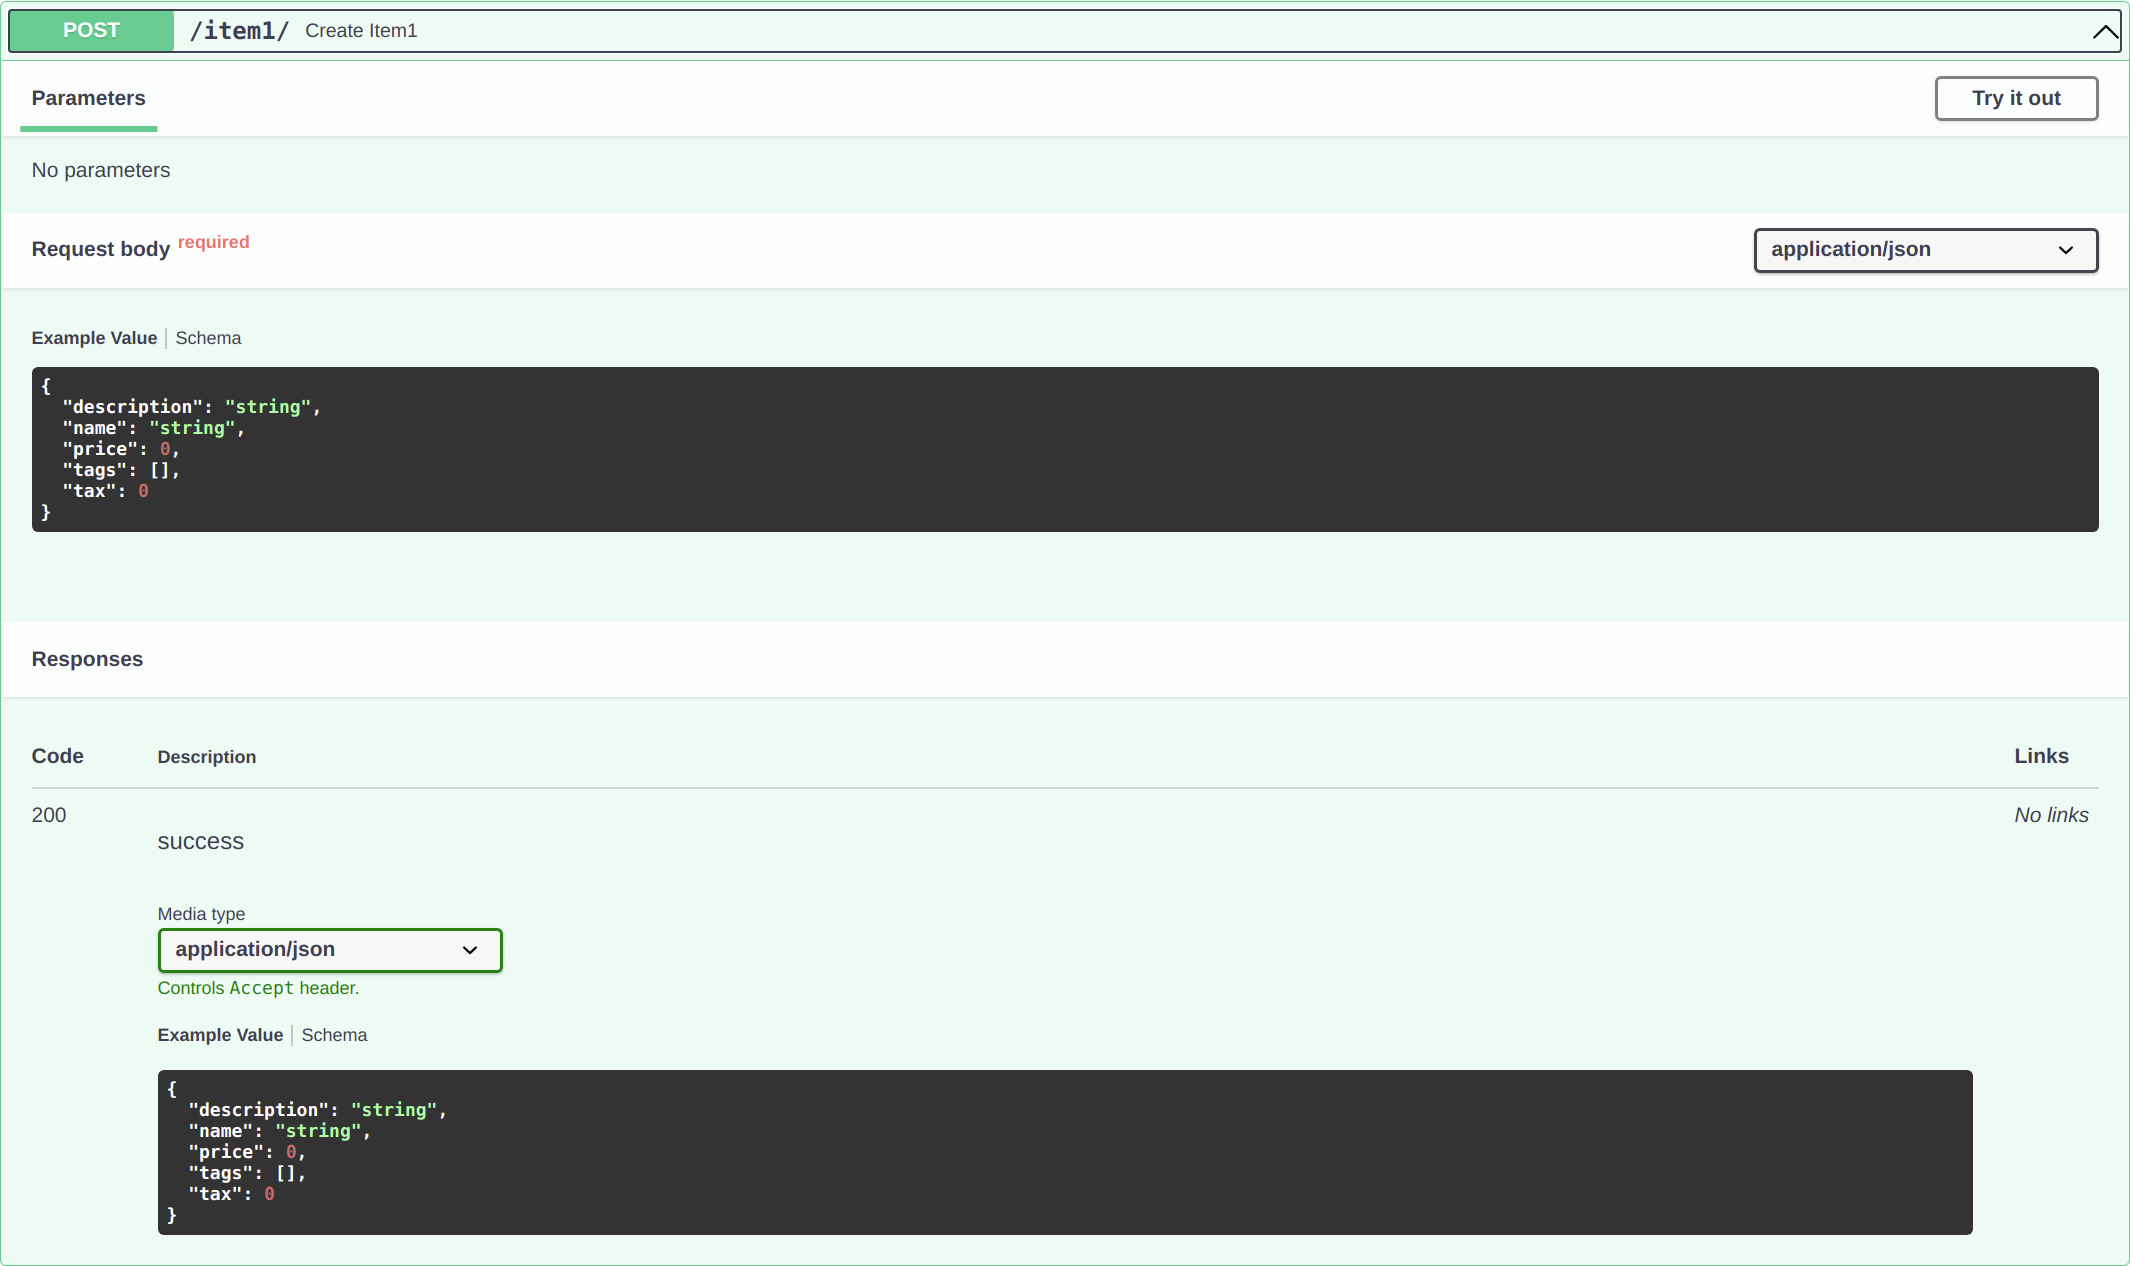 POST /item1/ Create Item1
Parameters
Try it out
No parameters
Request body required
application/json
Example Value Schema
{
  "description": "string",
  "name": "string",
  "price": 0,
  "tags": [],
  "tax": 0
}
Responses
Code Description Links
200
success
No links
Media type
application/json
Controls Accept header.
Example Value Schema
{
  "description": "string",
  "name": "string",
  "price": 0,
  "tags": [],
  "tax": 0
}